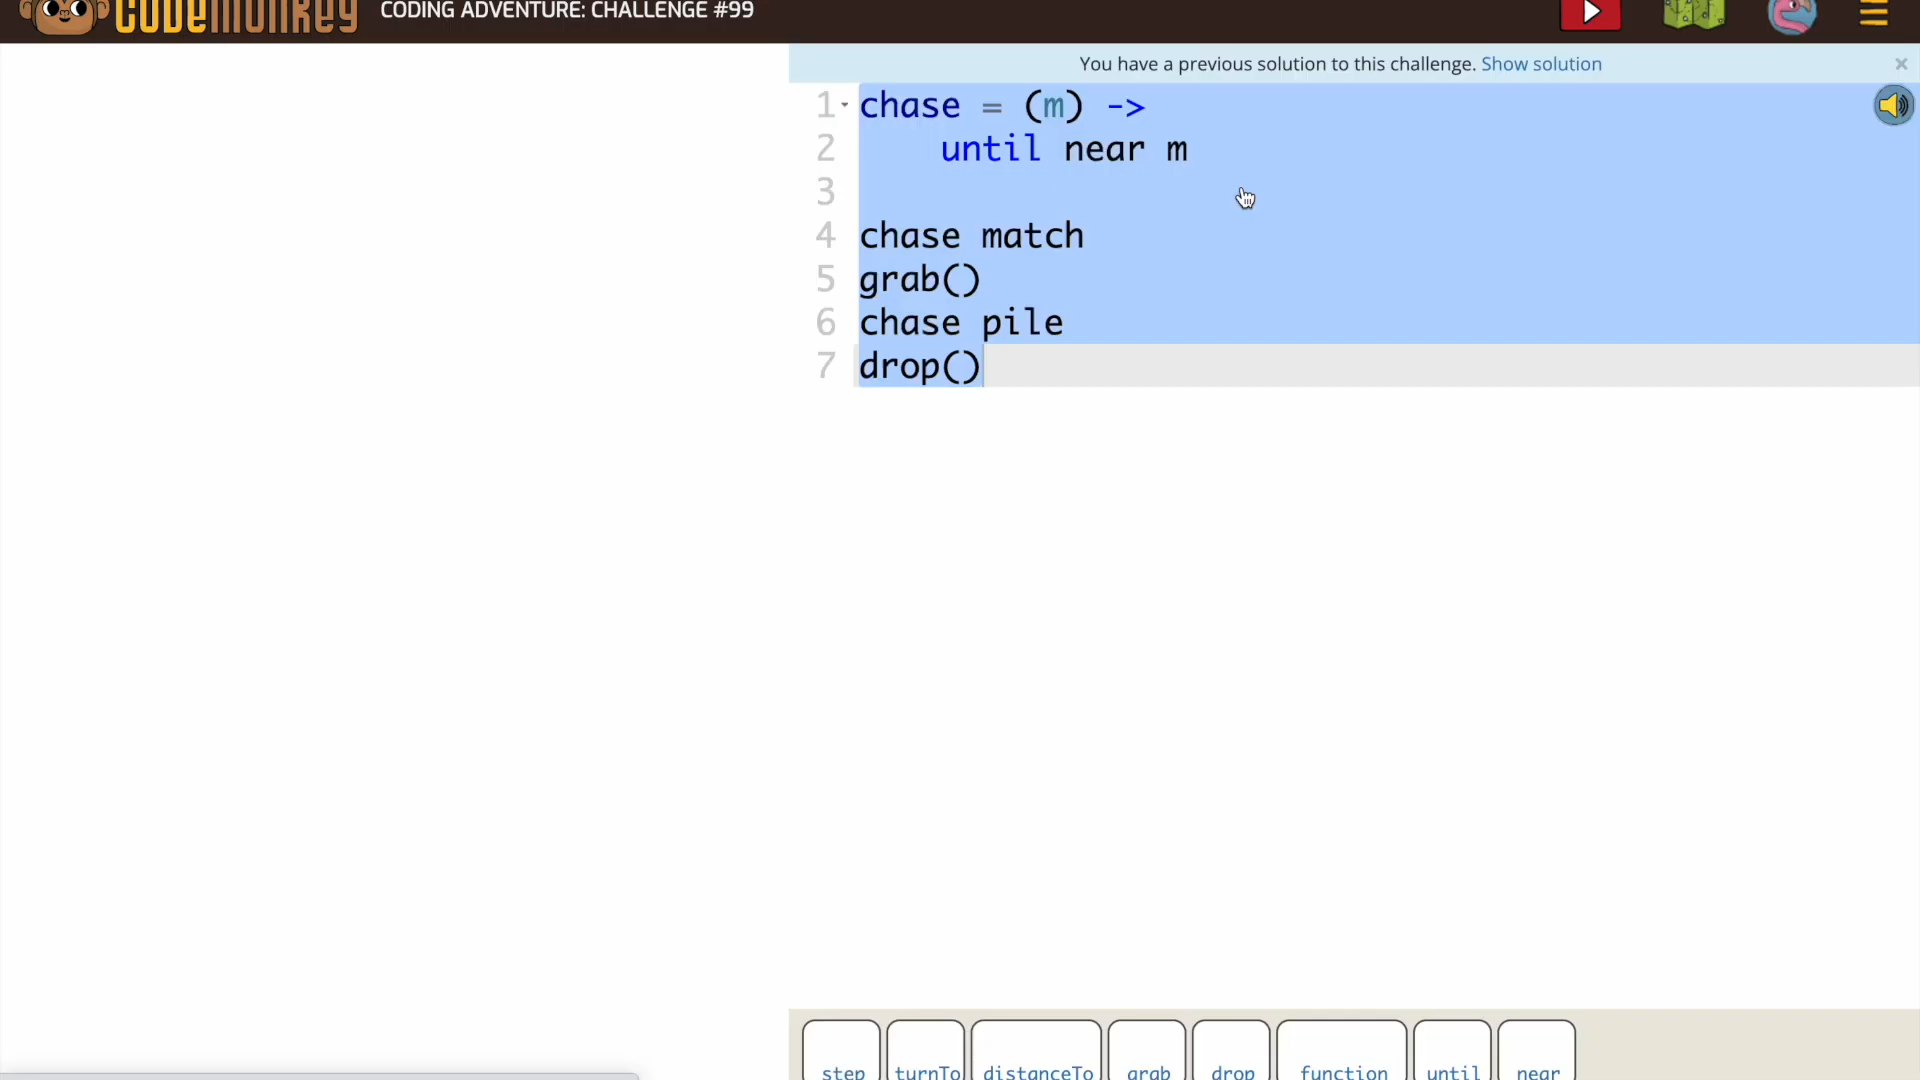 CODEMONKEY CODING ADVENTURE: CHALLENGE #99
You have a previous solution to this challenge. Show solution ×
1 chase = (m) ->
2 until near m
3
4 chase match
5 grab()
6 chase pile
7 drop()
step turnTo distanceTo grab drop function until near